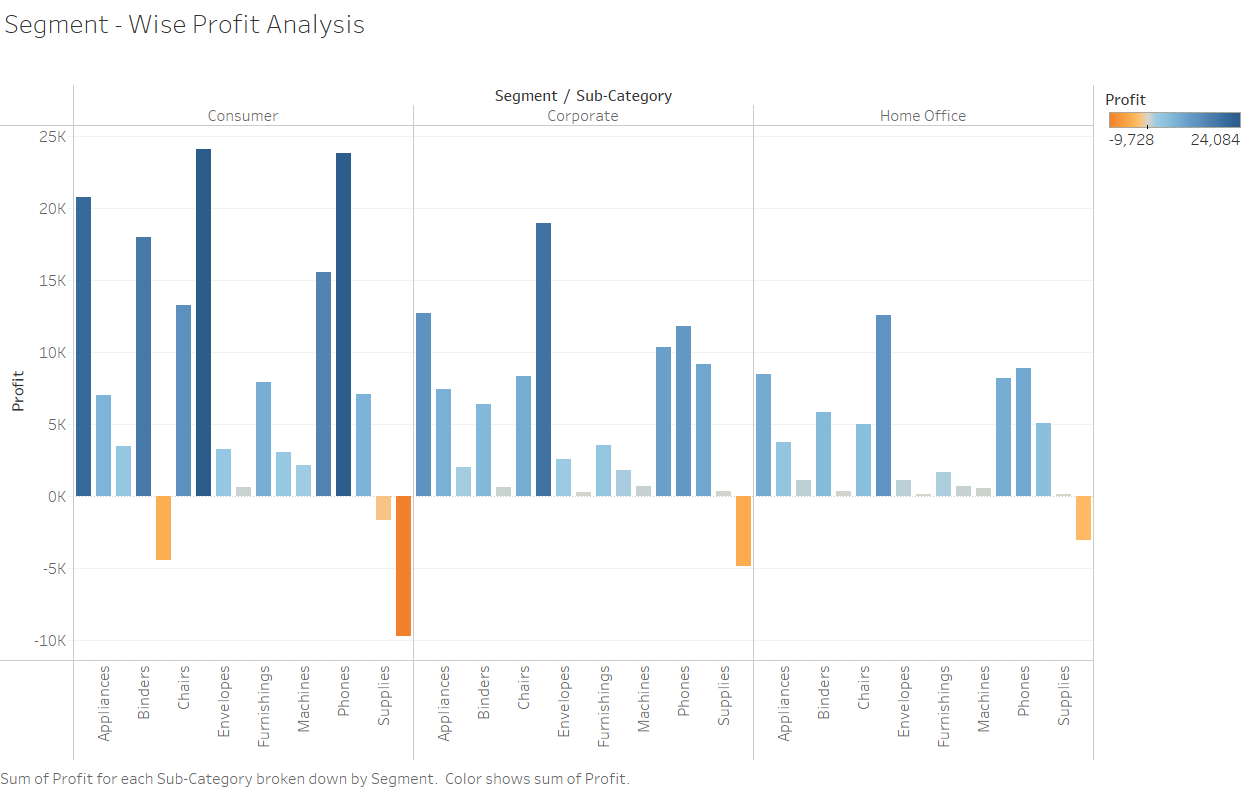 Segment - Wise Profit Analysis
Segment / Sub-Category
Consumer Corporate Home Office
Profit
-9,728 24,084
25K
20K
15K
10K
5K
0K
-5K
-10K
Profit
Appliances Binders Chairs Envelopes Furnishings Machines Phones Supplies Appliances Binders Chairs Envelopes Furnishings Machines Phones Supplies Appliances Binders Chairs Envelopes Furnishings Machines Phones Supplies
Sum of Profit for each Sub-Category broken down by Segment. Color shows sum of Profit.